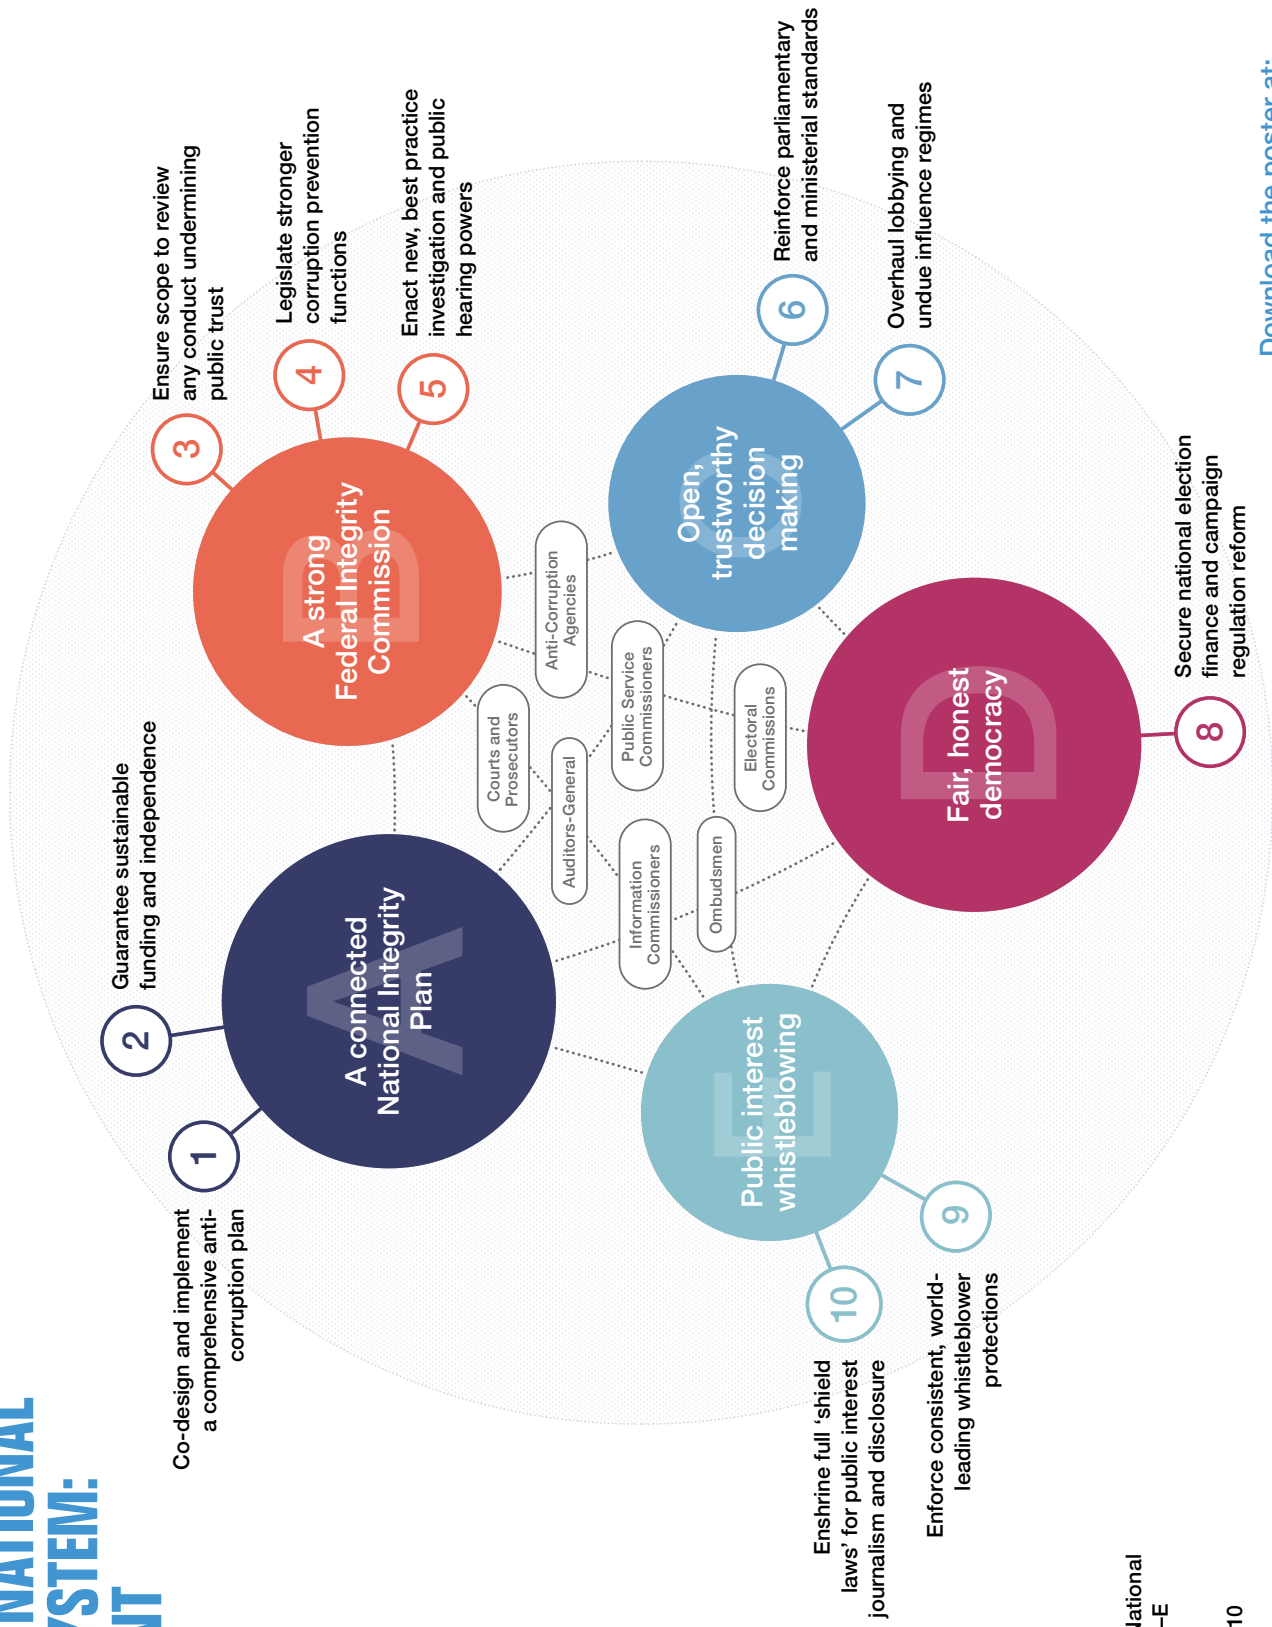 NATIONAL
STEM:
NT
1
Co-design and implement
a comprehensive anti-
corruption plan
2
Guarantee sustainable
funding and independence
A
A connected
National Integrity
Plan
3
Ensure scope to review
any conduct undermining
public trust
4
Legislate stronger
corruption prevention
functions
5
Enact new, best practice
investigation and public
hearing powers
B
A strong
Federal Integrity
Commission
Courts and
Prosecutors
Anti-Corruption
Agencies
Auditors-General
Public Service
Commissioners
Information
Commissioners
Ombudsmen
Electoral
Commissions
C
Open,
trustworthy
decision
making
6
Reinforce parliamentary
and ministerial standards
7
Overhaul lobbying and
undue influence regimes
D
Fair, honest
democracy
8
Secure national election
finance and campaign
regulation reform
E
Public interest
whistleblowing
9
Enforce consistent, world-
leading whistleblower
protections
10
Enshrine full ‘shield
laws’ for public interest
journalism and disclosure
National
–E
10
Download the poster at: